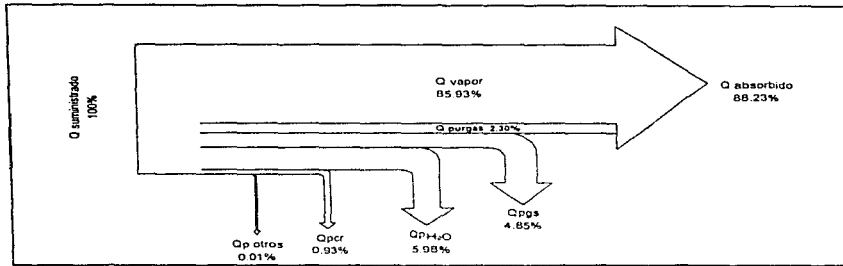 Q suministrado
100%
Q vapor
85.93%
Q absorbido
88.23%
Q purgas 2.30%
Qp otros
0.01%
Qpcr
0.93%
QpH₂O
5.98%
Qpgs
4.85%